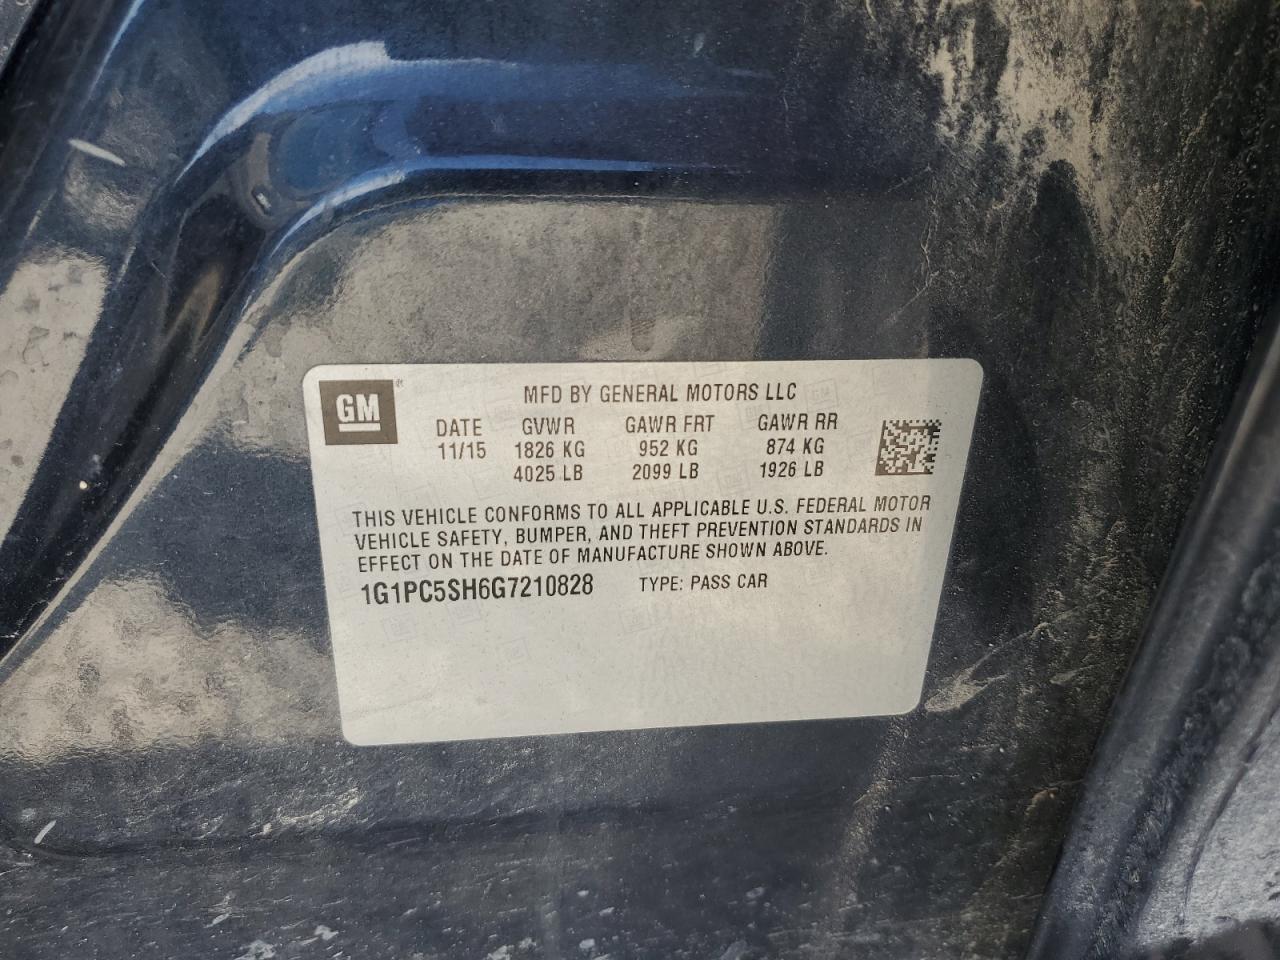 GM
MFD BY GENERAL MOTORS LLC
DATE GVWR GAWR FRT GAWR RR
11/15 1826 KG 952 KG 874 KG
4025 LB 2099 LB 1926 LB
THIS VEHICLE CONFORMS TO ALL APPLICABLE U.S. FEDERAL MOTOR
VEHICLE SAFETY, BUMPER, AND THEFT PREVENTION STANDARDS IN
EFFECT ON THE DATE OF MANUFACTURE SHOWN ABOVE.
1G1PC5SH6G7210828 TYPE: PASS CAR